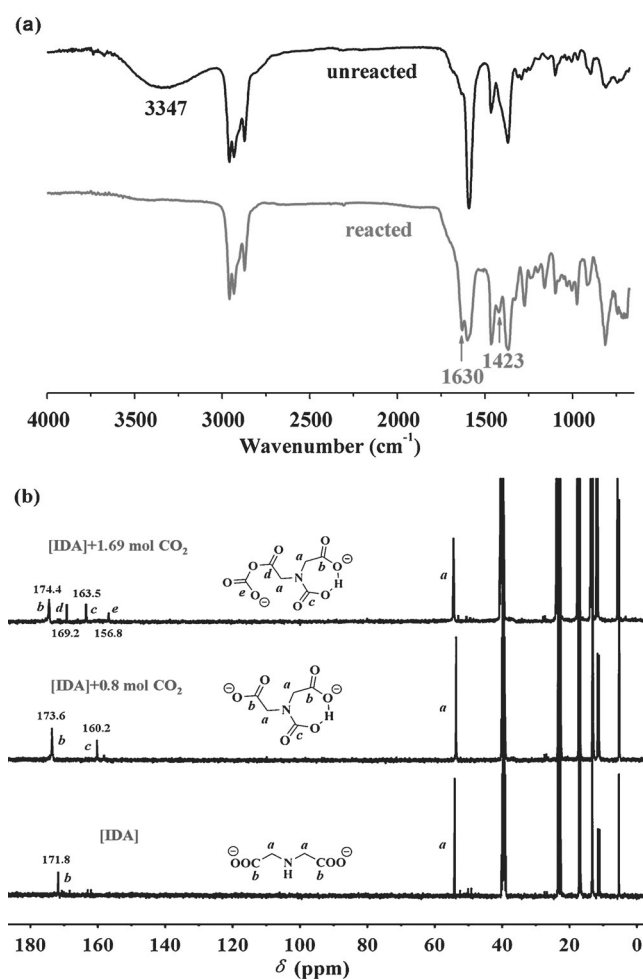 (a)
unreacted
3347
reacted
1630
1423
4000 3500 3000 2500 2000 1500 1000
Wavenumber (cm⁻¹)
(b)
[IDA]+1.69 mol CO₂
O O
a b O⊖
O O d N H
a O
e O⊖ O c
174.4 163.5
b d c e
169.2 156.8
a
[IDA]+0.8 mol CO₂
O O
⊖O b a b O⊖
a N H
O c O
173.6 160.2
b c
a
[IDA]
⊖ a a ⊖
OOC N COO
b H b
171.8
b
a
180 160 140 120 100 80 60 40 20 0
δ (ppm)